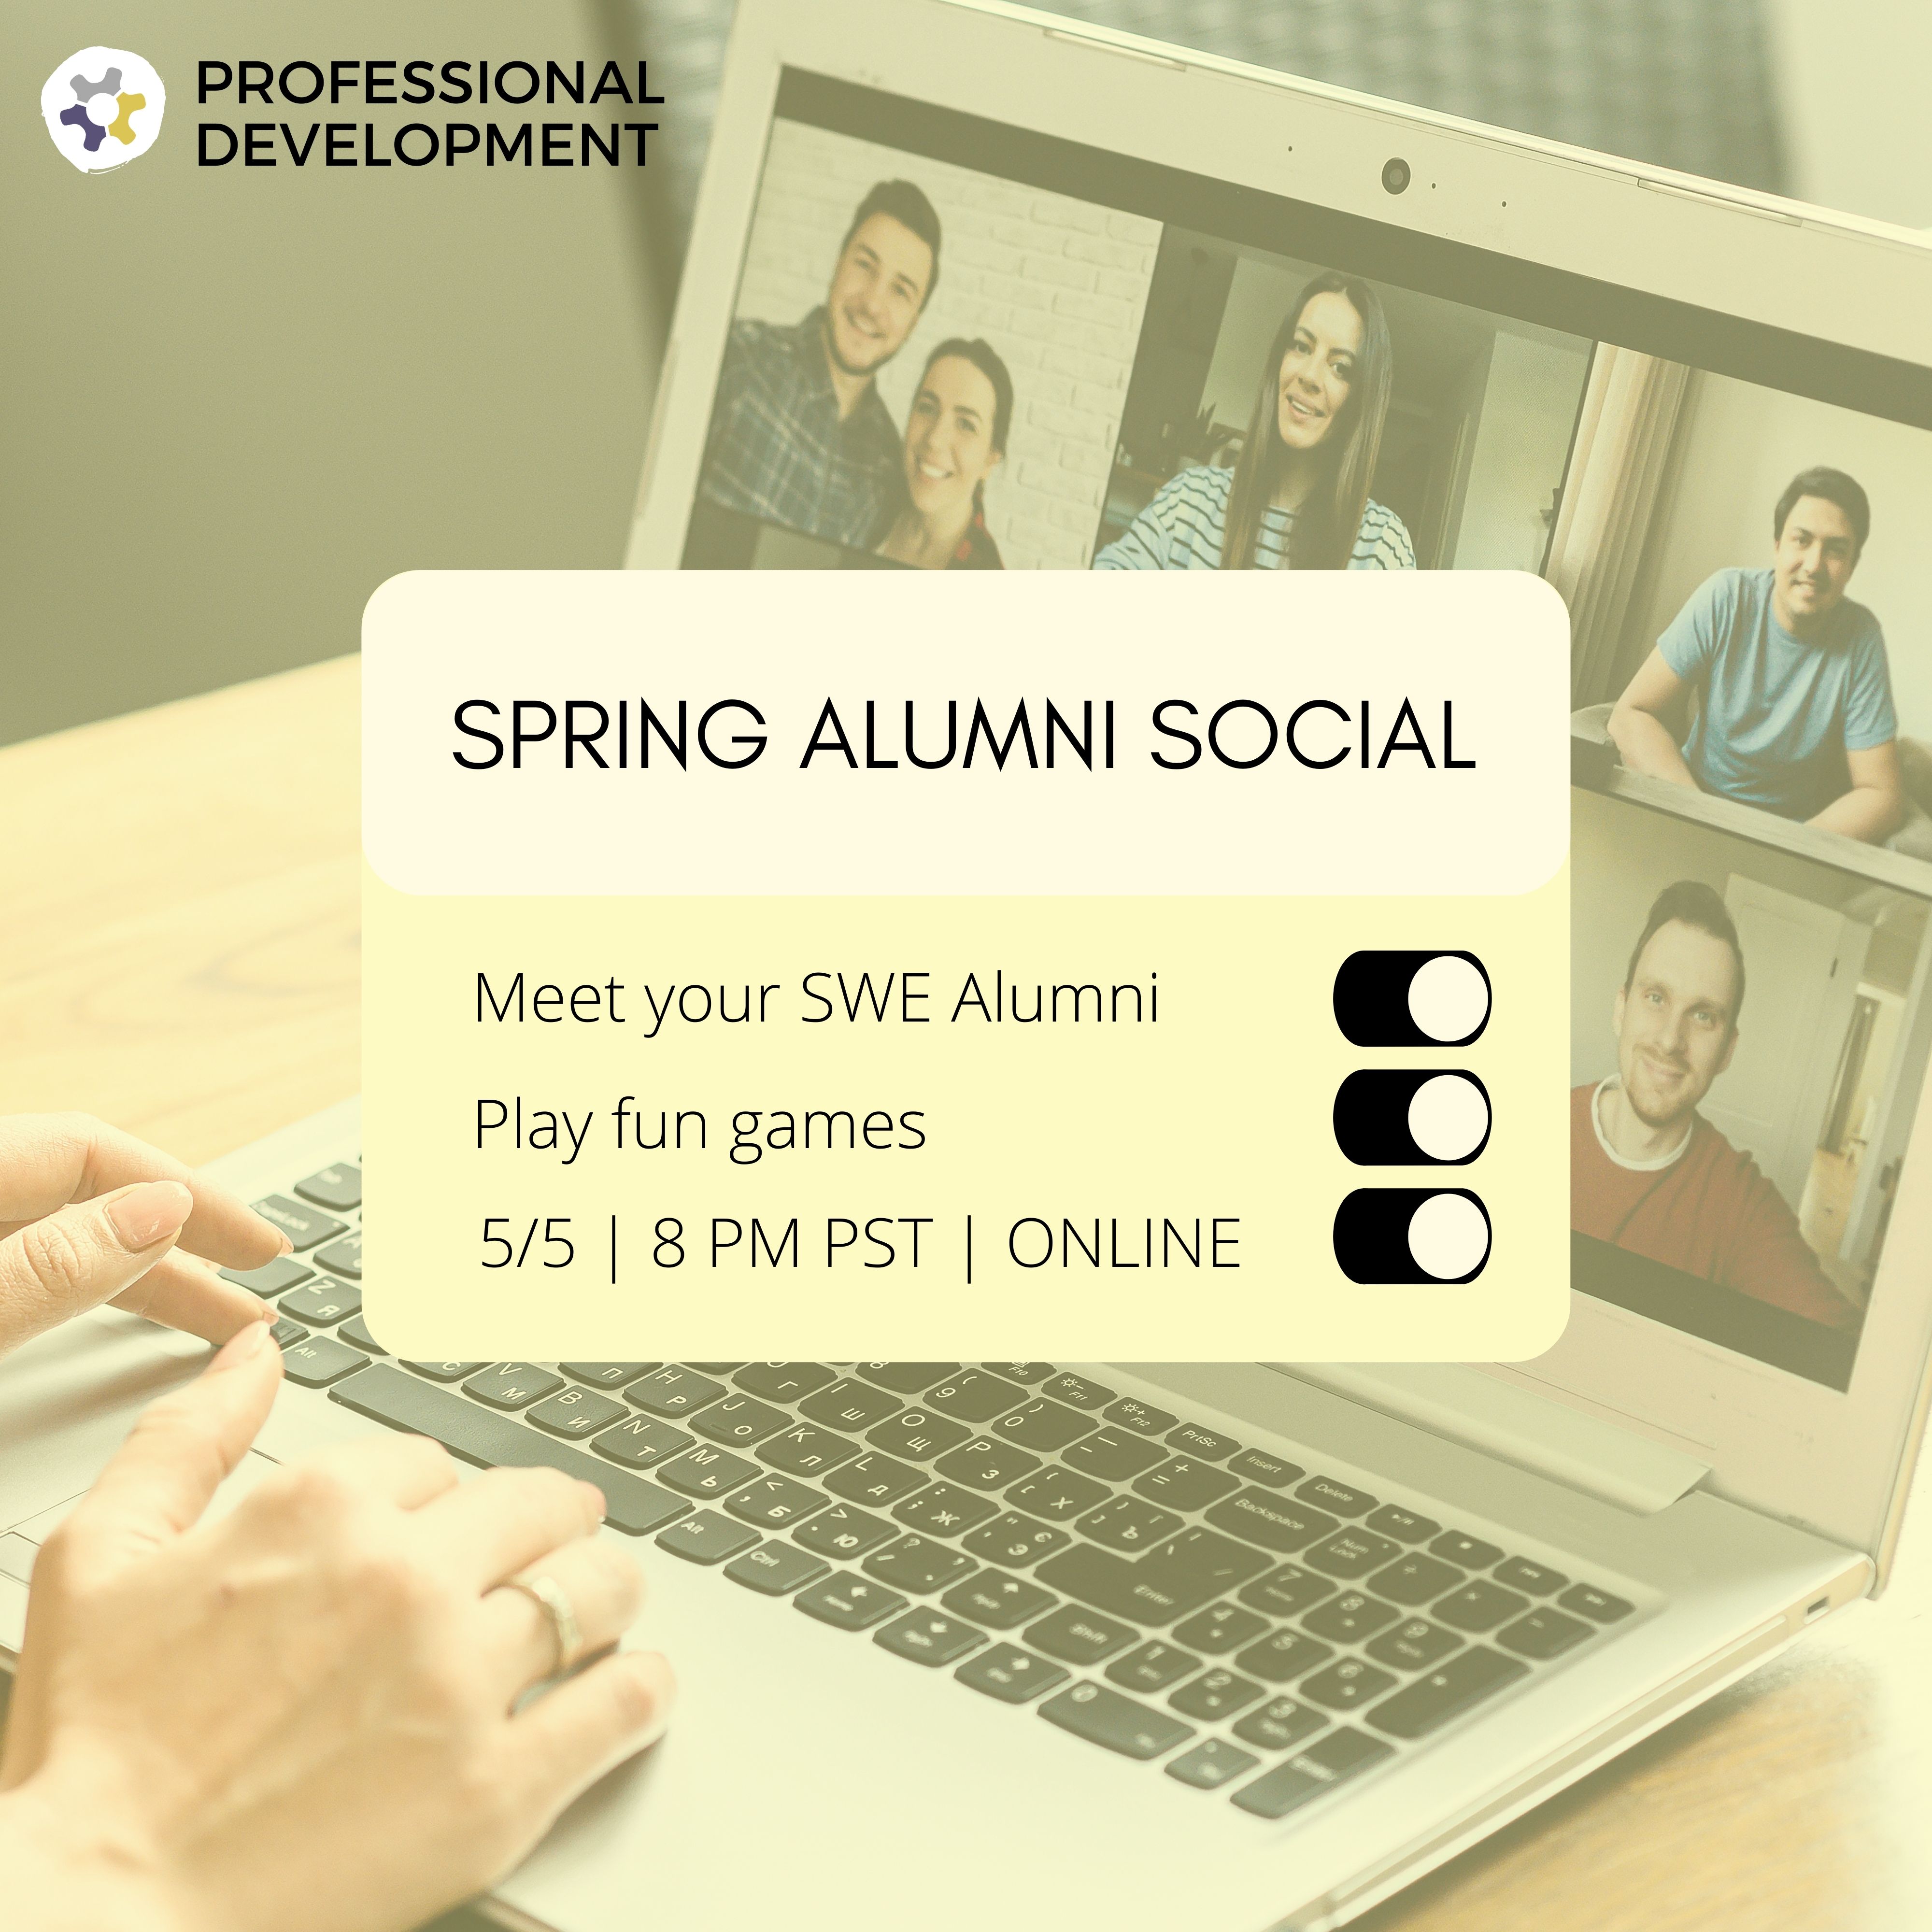 PROFESSIONAL
DEVELOPMENT
SPRING ALUMNI SOCIAL
Meet your SWE Alumni
Play fun games
5/5 | 8 PM PST | ONLINE